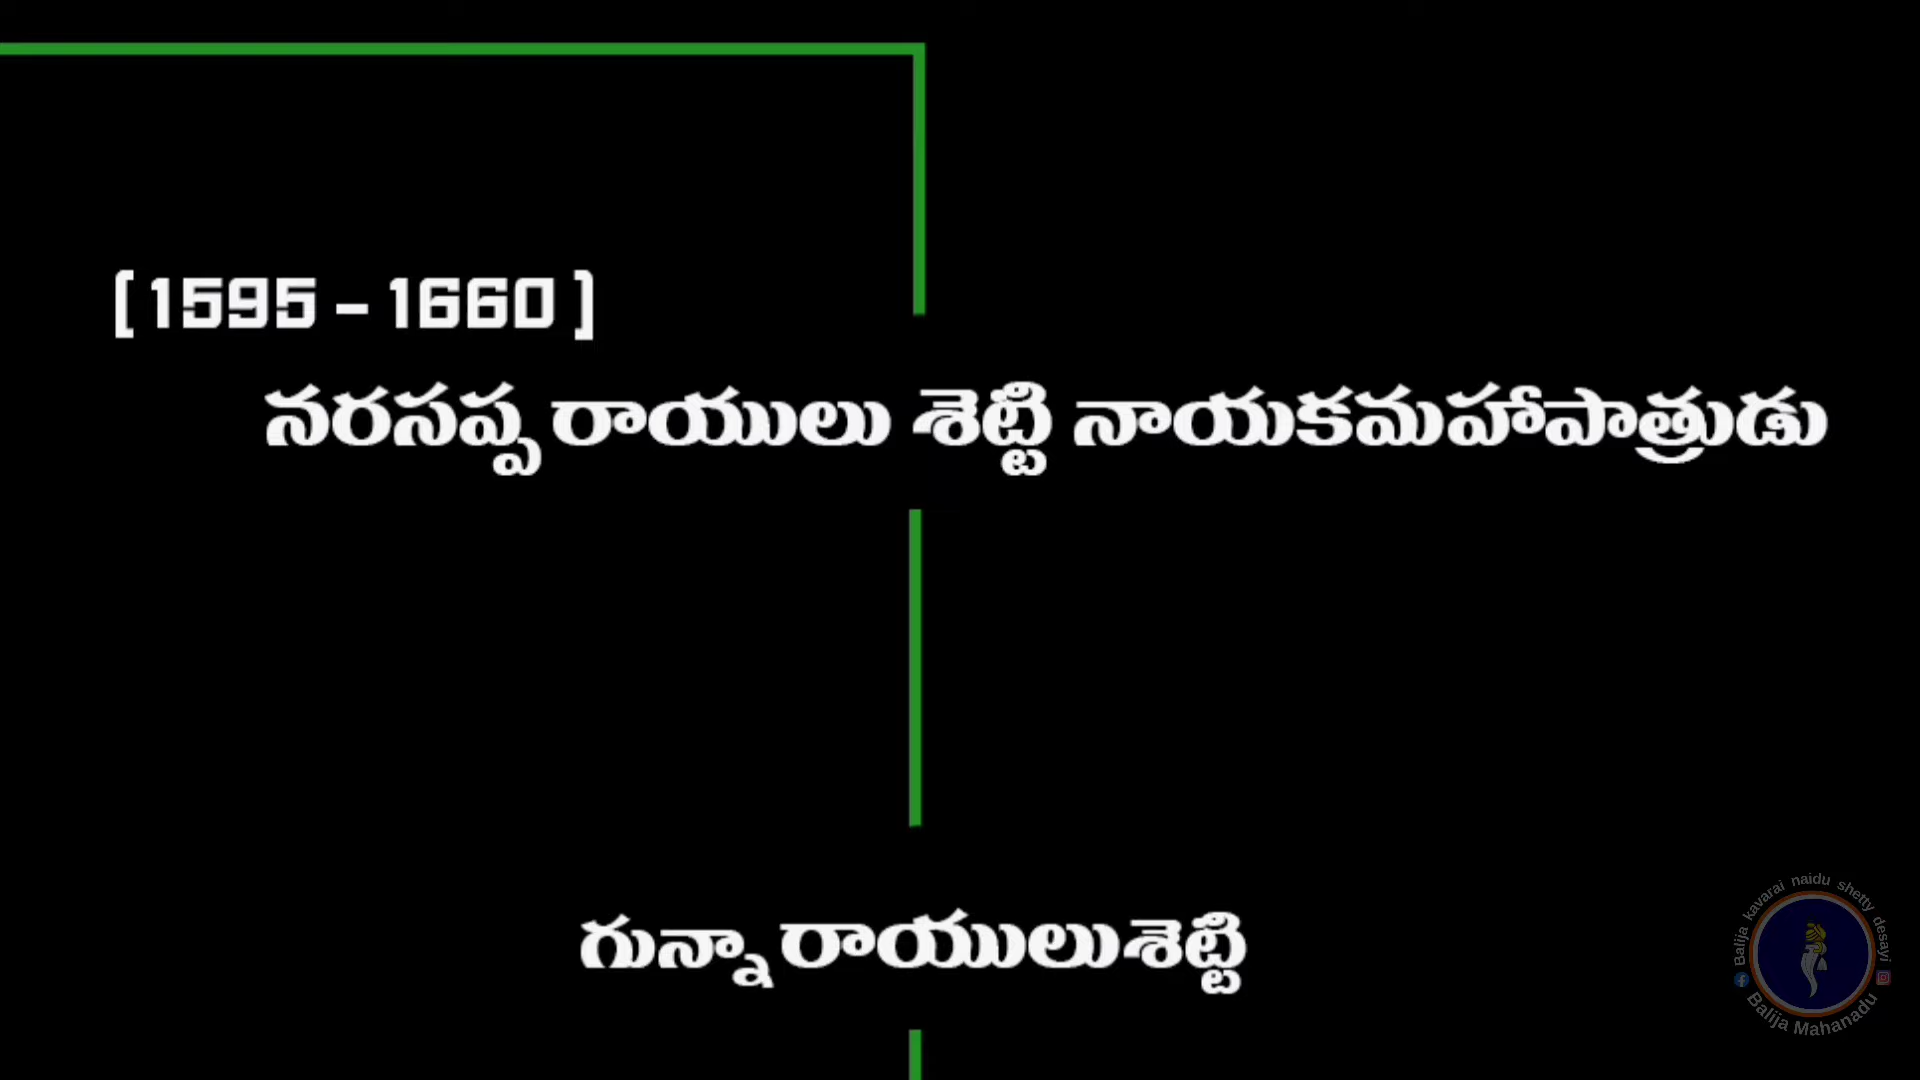 [ 1595 - 1660 ]
నరసప్ప రాయులు శెట్టి నాయకమహాపాత్రుడు
గున్నా రాయులుశెట్టి
Balija kavarai naidu shetty desayi
Balija Mahanadu